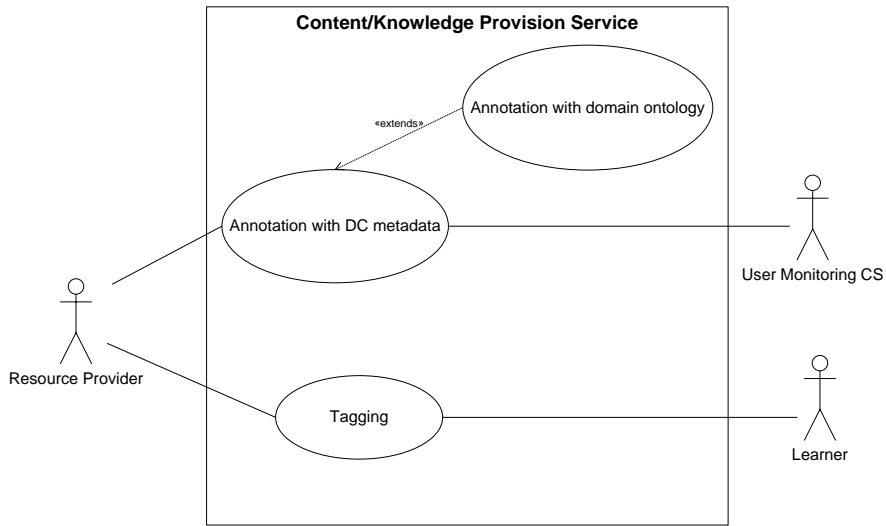 Content/Knowledge Provision Service
Annotation with domain ontology
«extends»
Annotation with DC metadata
User Monitoring CS
Resource Provider
Tagging
Learner